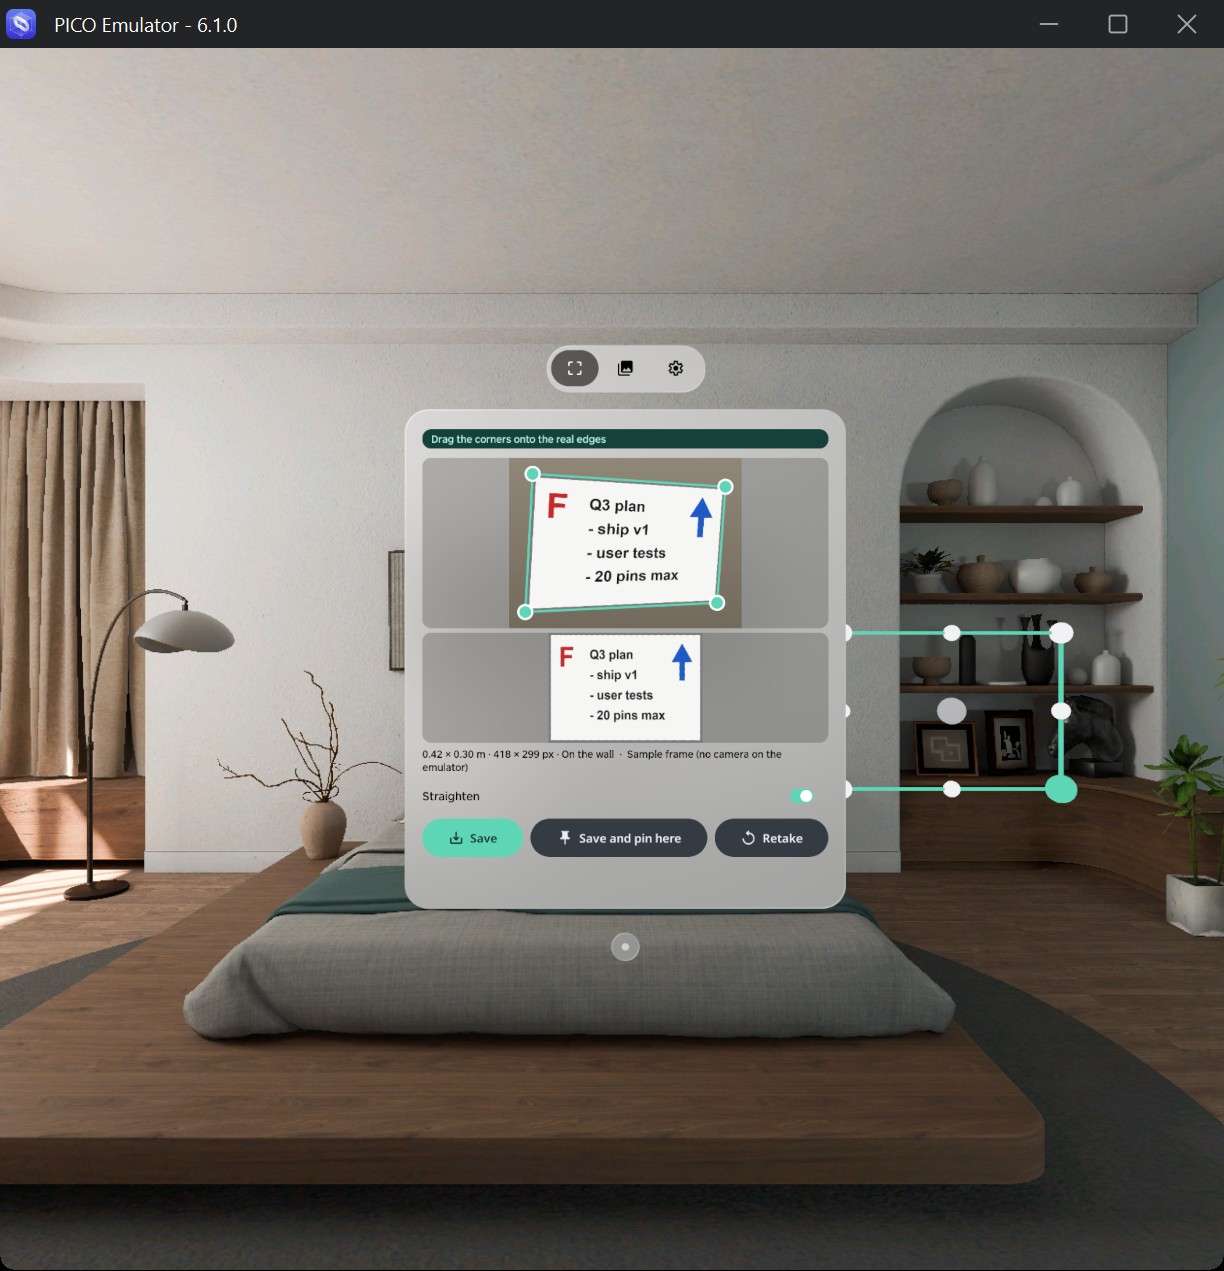 PICO Emulator - 6.1.0
Drag the corners onto the real edges
F
Q3 plan
- ship v1
- user tests
- 20 pins max
F
Q3 plan
- ship v1
- user tests
- 20 pins max
0.42 × 0.30 m · 418 × 299 px · On the wall · Sample frame (no camera on the
emulator)
Straighten
Save
Save and pin here
Retake